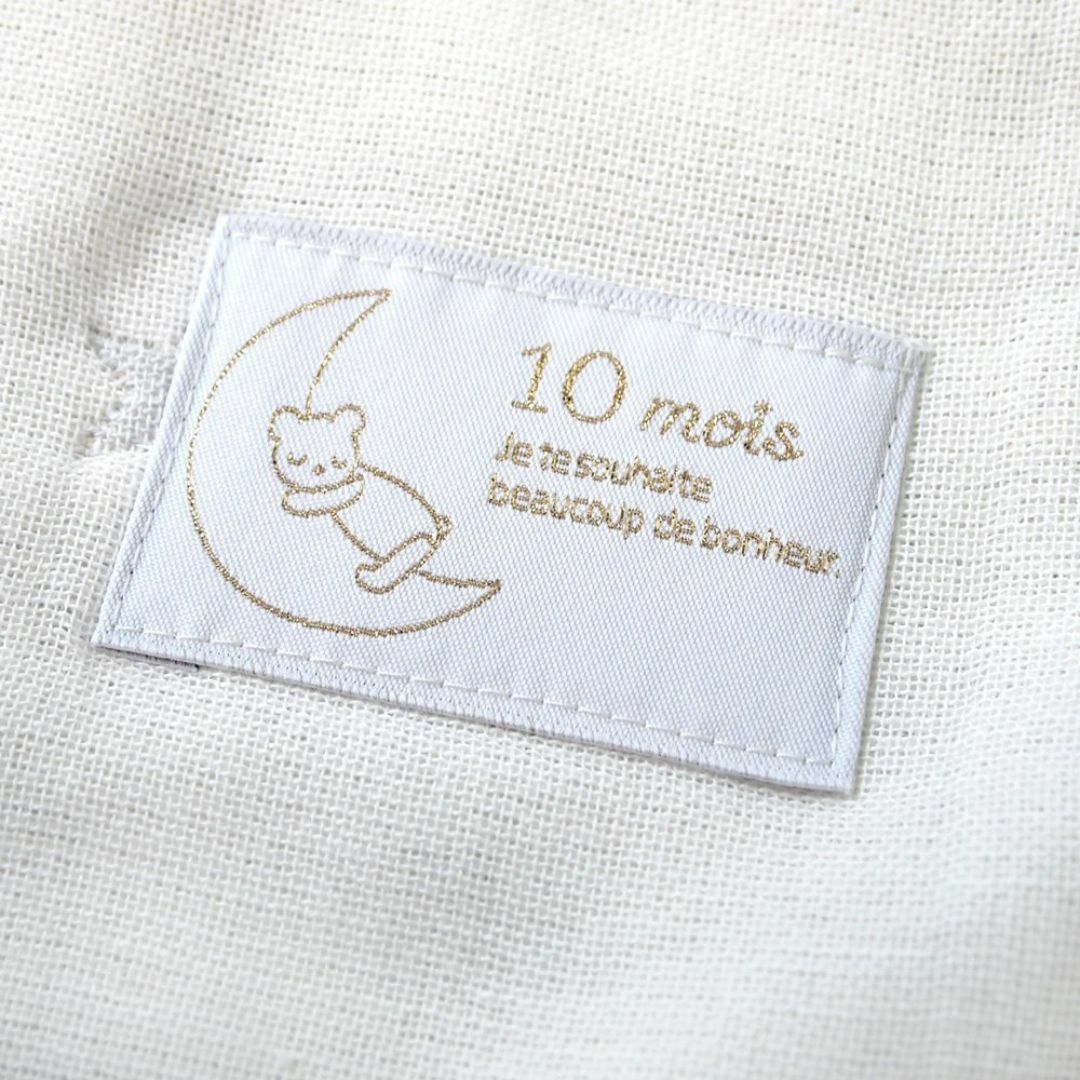 10 mois
Je te souhaite
beaucoup de bonheur.